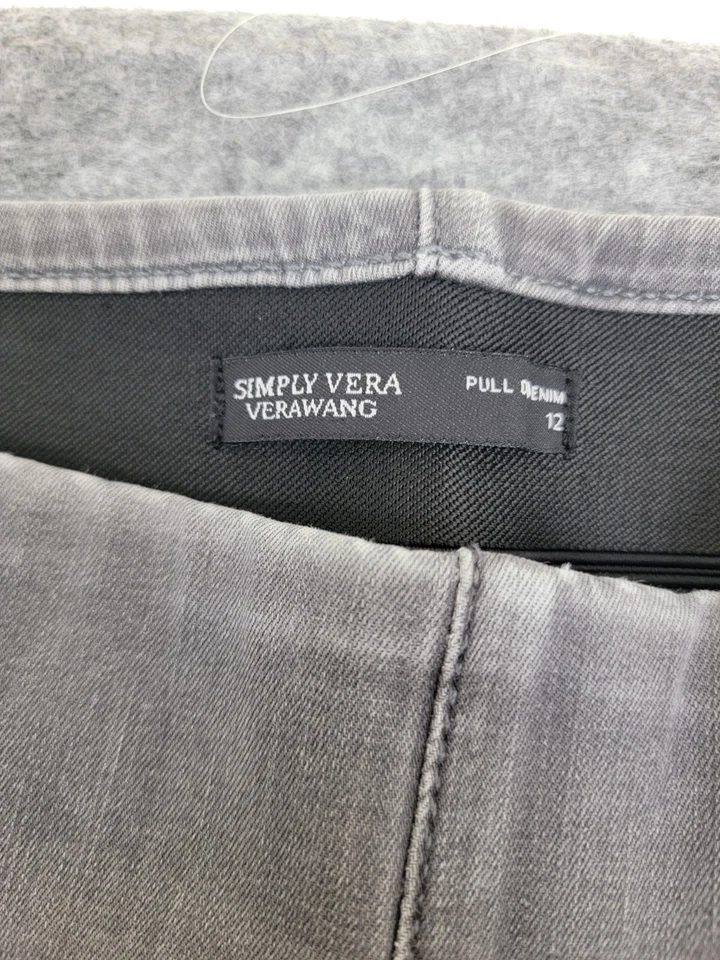 SIMPLY VERA
VERAWANG
PULL DENIM
12